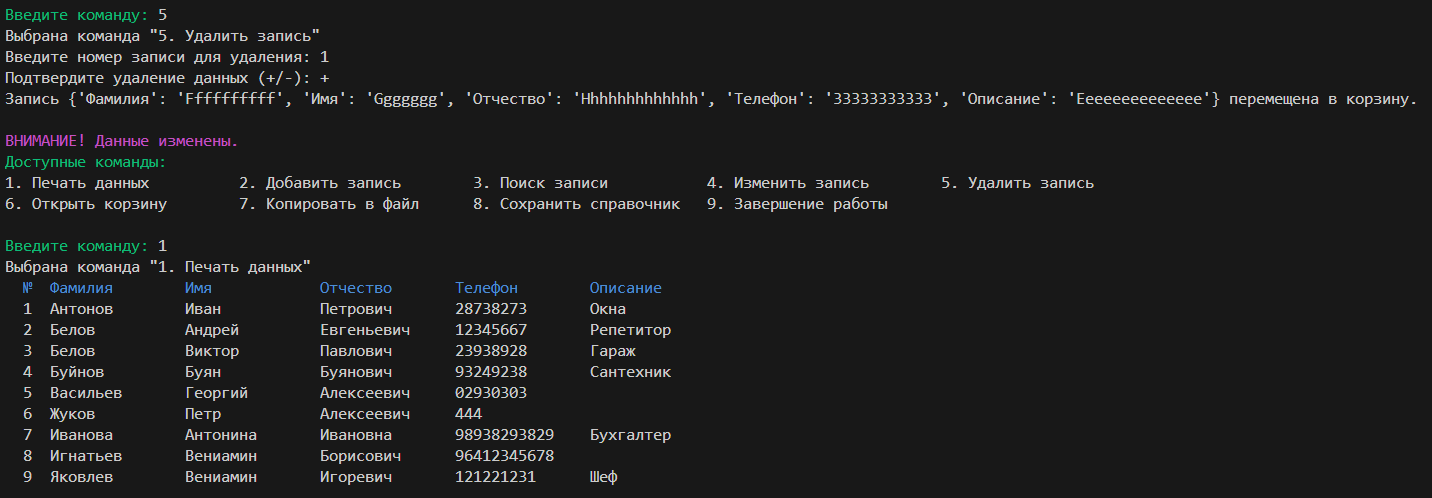 Введите команду: 5
Выбрана команда "5. Удалить запись"
Введите номер записи для удаления: 1
Подтвердите удаление данных (+/-): +
Запись {'Фамилия': 'Ffffffffff', 'Имя': 'Ggggggg', 'Отчество': 'Hhhhhhhhhhhhh', 'Телефон': '33333333333', 'Описание': 'Eeeeeeeeeeeeee'} перемещена в корзину.
ВНИМАНИЕ! Данные изменены.
Доступные команды:
1. Печать данных 2. Добавить запись 3. Поиск записи 4. Изменить запись 5. Удалить запись
6. Открыть корзину 7. Копировать в файл 8. Сохранить справочник 9. Завершение работы
Введите команду: 1
Выбрана команда "1. Печать данных"
№ Фамилия Имя Отчество Телефон Описание
1 Антонов Иван Петрович 28738273 Окна
2 Белов Андрей Евгеньевич 12345667 Репетитор
3 Белов Виктор Павлович 23938928 Гараж
4 Буйнов Буян Буянович 93249238 Сантехник
5 Васильев Георгий Алексеевич 02930303
6 Жуков Петр Алексеевич 444
7 Иванова Антонина Ивановна 98938293829 Бухгалтер
8 Игнатьев Вениамин Борисович 96412345678
9 Яковлев Вениамин Игоревич 121221231 Шеф